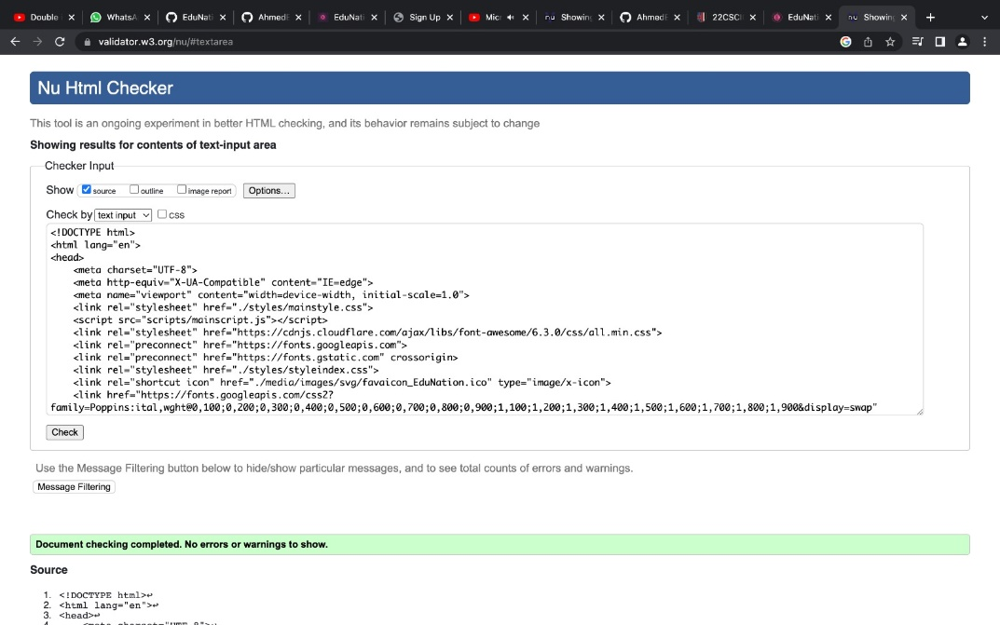 Double
WhatsA
EduNati
AhmedE
EduNati
Sign Up
Mic
Showing
AhmedE
22CSC
EduNati
Showing
validator.w3.org/nu/#textarea
Nu Html Checker
This tool is an ongoing experiment in better HTML checking, and its behavior remains subject to change
Showing results for contents of text-input area
Checker Input
Show source outline image report Options...
Check by text input css
<!DOCTYPE html>
<html lang="en">
<head>
<meta charset="UTF-8">
<meta http-equiv="X-UA-Compatible" content="IE=edge">
<meta name="viewport" content="width=device-width, initial-scale=1.0">
<link rel="stylesheet" href="./styles/mainstyle.css">
<script src="scripts/mainscript.js"></script>
<link rel="stylesheet" href="https://cdnjs.cloudflare.com/ajax/libs/font-awesome/6.3.0/css/all.min.css">
<link rel="preconnect" href="https://fonts.googleapis.com">
<link rel="preconnect" href="https://fonts.gstatic.com" crossorigin>
<link rel="stylesheet" href="./styles/styleindex.css">
<link rel="shortcut icon" href="./media/images/svg/favaicon_EduNation.ico" type="image/x-icon">
<link href="https://fonts.googleapis.com/css2?
family=Poppins:ital,wght@0,100;0,200;0,300;0,400;0,500;0,600;0,700;0,800;0,900;1,100;1,200;1,300;1,400;1,500;1,600;1,700;1,800;1,900&display=swap"
Check
Use the Message Filtering button below to hide/show particular messages, and to see total counts of errors and warnings.
Message Filtering
Document checking completed. No errors or warnings to show.
Source
1. <!DOCTYPE html>↩
2. <html lang="en">↩
3. <head>↩
4. <meta charset="UTF-8">↩